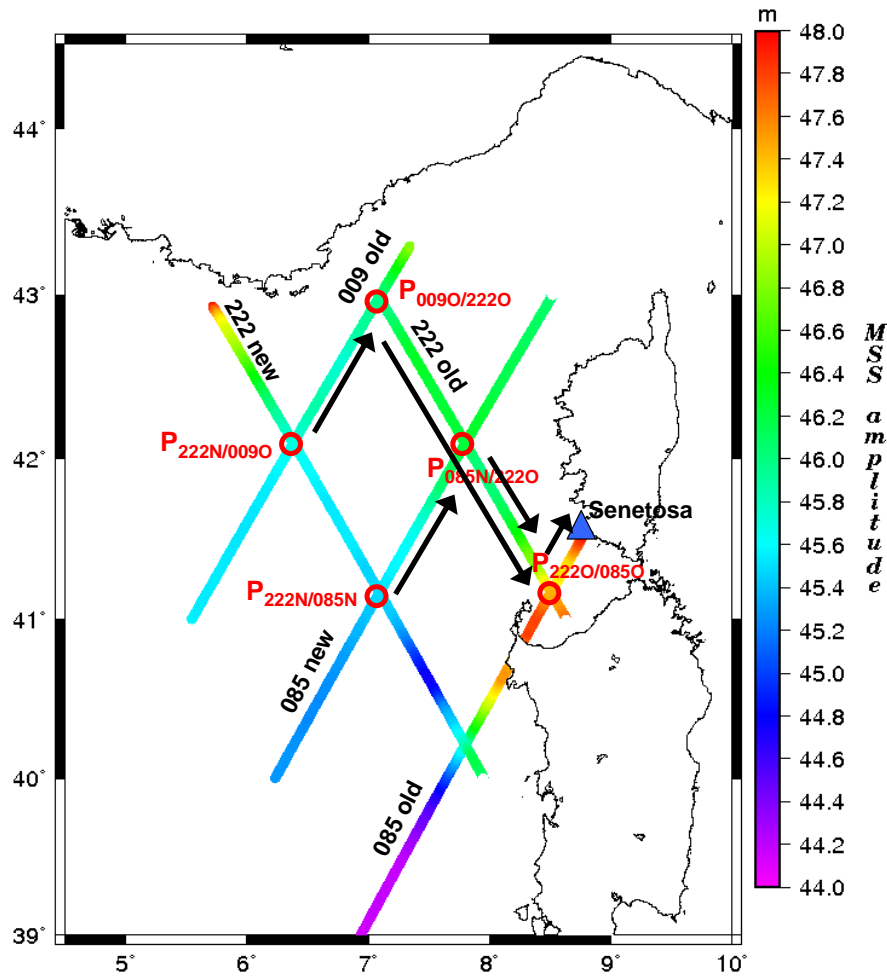 m
48.0
47.8
47.6
47.4
47.2
47.0
46.8
46.6
46.4
46.2
46.0
45.8
45.6
45.4
45.2
45.0
44.8
44.6
44.4
44.2
44.0
MSS amplitude
44°
43°
42°
41°
40°
39°
5°
6°
7°
8°
9°
10°
009 old
P009O/222O
222 new
222 old
P222N/009O
P085N/222O
Senetosa
P222O/085O
P222N/085N
085 new
085 old